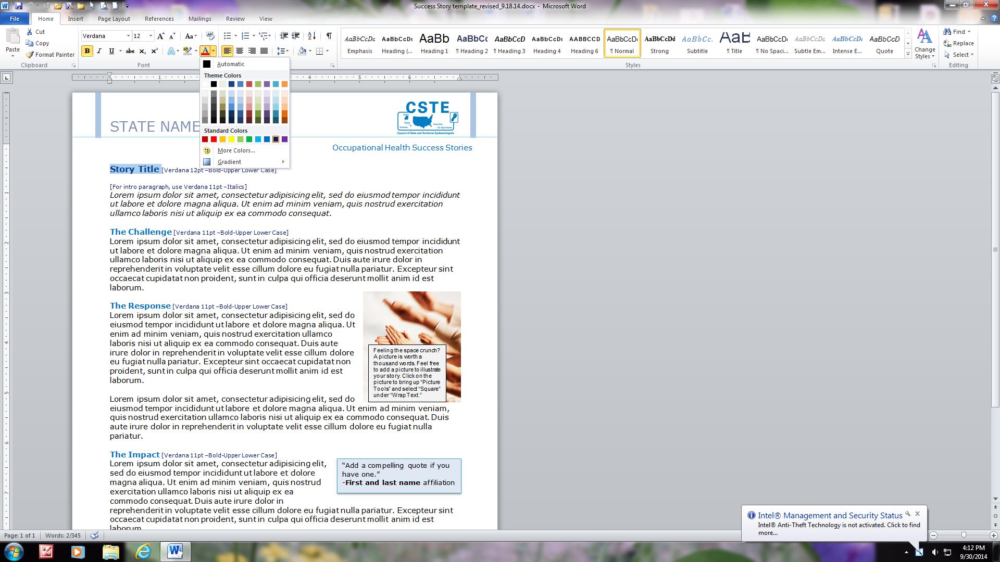 Success Story template_revised_9.18.14.docx - Microsoft Word
File Home Insert Page Layout References Mailings Review View
Paste
Cut
Copy
Format Painter
Clipboard
Verdana 12
Font
AaBbCcDc Emphasis
AaBbCcDc Heading (...
AaBb Heading 1
AaBbCc ¶ Heading 2
AaBbCcD ¶ Heading 3
AaBbCcDc Heading 4
AABBCCD Heading 6
AaBbCcDc ¶ Normal
AaBbCcDd Strong
AaBbCc. Subtitle
AaB ¶ Title
AaBbCcDc ¶ No Spaci...
AaBbCcDc Subtle Em...
AaBbCcDc Intense E...
AaBbCcD Quote
Styles
Change Styles
Find
Replace
Select
Editing
Automatic
Theme Colors
Standard Colors
More Colors...
Gradient
STATE NAME
CSTE
Council of State and Territorial Epidemiologists
Occupational Health Success Stories
Story Title [Verdana 12pt –Bold-Upper Lower Case]
[For intro paragraph, use Verdana 11pt –Italics]
Lorem ipsum dolor sit amet, consectetur adipisicing elit, sed do eiusmod tempor incididunt
ut labore et dolore magna aliqua. Ut enim ad minim veniam, quis nostrud exercitation
ullamco laboris nisi ut aliquip ex ea commodo consequat.
The Challenge [Verdana 11pt –Bold-Upper Lower Case]
Lorem ipsum dolor sit amet, consectetur adipisicing elit, sed do eiusmod tempor incididunt
ut labore et dolore magna aliqua. Ut enim ad minim veniam, quis nostrud exercitation
ullamco laboris nisi ut aliquip ex ea commodo consequat. Duis aute irure dolor in
reprehenderit in voluptate velit esse cillum dolore eu fugiat nulla pariatur. Excepteur sint
occaecat cupidatat non proident, sunt in culpa qui officia deserunt mollit anim id est
laborum.
The Response [Verdana 11pt –Bold-Upper Lower Case]
Lorem ipsum dolor sit amet, consectetur adipisicing elit, sed do
eiusmod tempor incididunt ut labore et dolore magna aliqua. Ut
enim ad minim veniam, quis nostrud exercitation ullamco
laboris nisi ut aliquip ex ea commodo consequat. Duis aute
irure dolor in reprehenderit in voluptate velit esse cillum dolore
eu fugiat nulla pariatur. Excepteur sint occaecat cupidatat non
proident, sunt in culpa qui officia deserunt mollit anim id est
laborum.
Feeling the space crunch?
A picture is worth a
thousand words. Feel free
to add a picture to illustrate
your story. Click on the
picture to bring up “Picture
Tools” and select “Square”
under “Wrap Text.”
Lorem ipsum dolor sit amet, consectetur adipisicing elit, sed do
eiusmod tempor incididunt ut labore et dolore magna aliqua. Ut enim ad minim veniam,
quis nostrud exercitation ullamco laboris nisi ut aliquip ex ea commodo consequat. Duis
aute irure dolor in reprehenderit in voluptate velit esse cillum dolore eu fugiat nulla
pariatur.
The Impact [Verdana 11pt –Bold-Upper Lower Case]
Lorem ipsum dolor sit amet, consectetur adipisicing elit,
sed do eiusmod tempor incididunt ut labore et dolore
magna aliqua. Ut enim ad minim veniam, quis nostrud
exercitation ullamco laboris nisi ut aliquip ex ea
commodo consequat. Duis aute irure dolor in
reprehenderit in voluptate velit esse cillum dolore eu fugiat nulla pariatur. Excepteur sint
occaecat cupidatat non proident, sunt in culpa qui officia deserunt mollit anim id est
laborum.
“Add a compelling quote if you
have one.”
-First and last name affiliation
Intel® Management and Security Status
Intel® Anti-Theft Technology is not activated. Click to find
more...
Page: 1 of 1 Words: 2/345
4:12 PM
9/30/2014